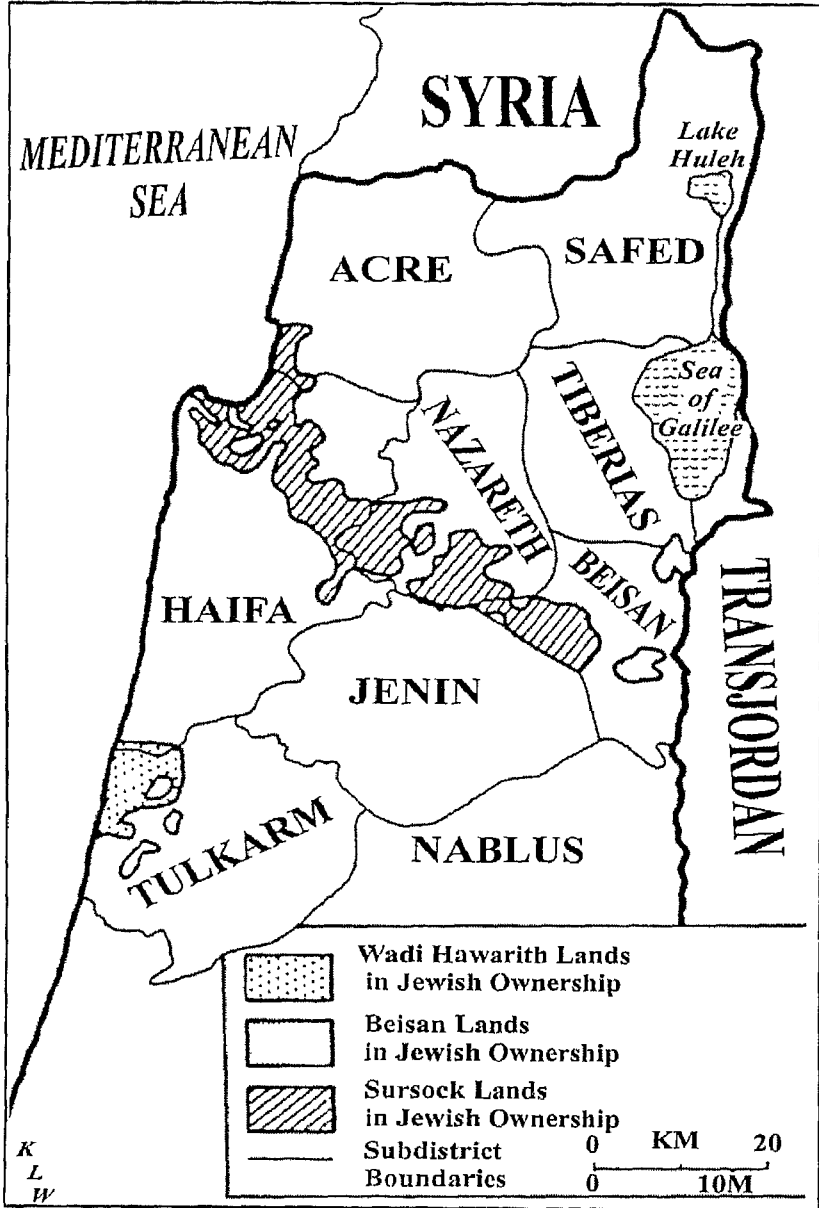 SYRIA
MEDITERRANEAN
SEA
Lake
Huleh
ACRE
SAFED
Sea
of
Galilee
TIBERIAS
NAZARETH
BEISAN
HAIFA
TRANSJORDAN
JENIN
TULKARM
NABLUS
Wadi Hawarith Lands
in Jewish Ownership
Beisan Lands
in Jewish Ownership
Sursock Lands
in Jewish Ownership
Subdistrict
Boundaries
0 KM 20
0 10M
K
L
W